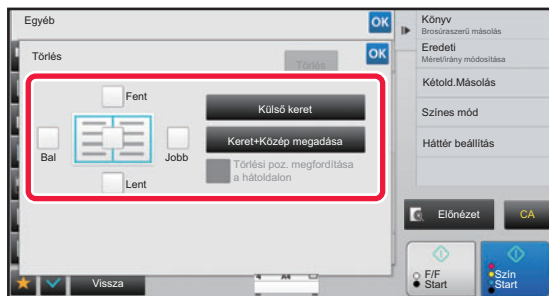 Egyéb
OK
Törlés
Törlés
OK
Fent
Bal
Jobb
Lent
Külső keret
Keret+Közép megadása
Törlési poz. megfordítása
a hátoldalon
Vissza
A4
Könyv
Brosúraszerű másolás
Eredeti
Méret/irány módosítása
Kétold.Másolás
Színes mód
Háttér beállítás
Előnézet
CA
F/F
Start
Szín
Start